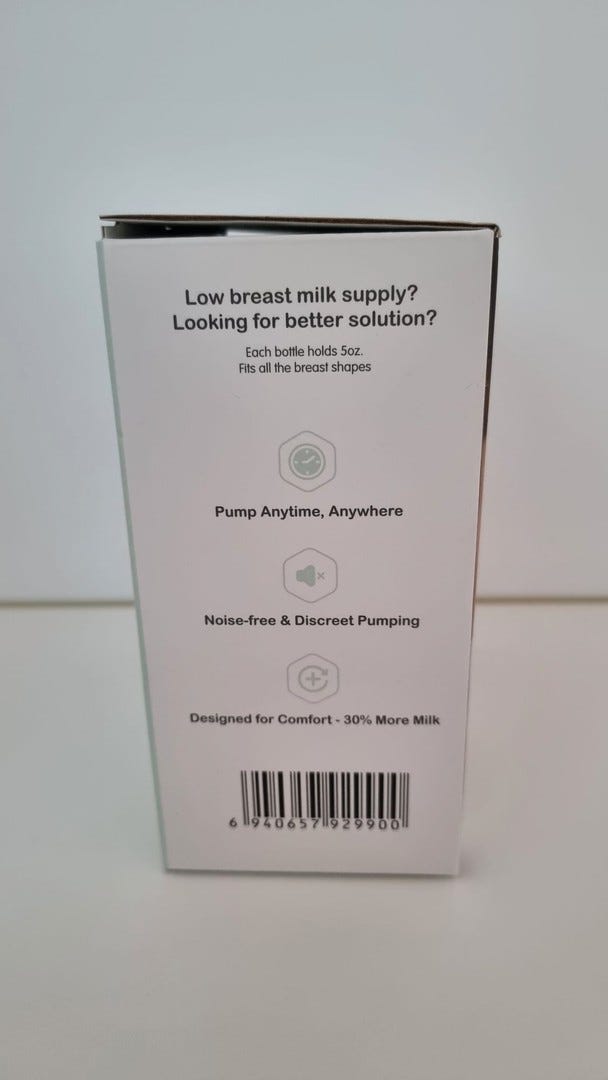 Low breast milk supply?
Looking for better solution?
Each bottle holds 5oz.
Fits all the breast shapes
Pump Anytime, Anywhere
Noise-free & Discreet Pumping
Designed for Comfort - 30% More Milk
6 940657 929900